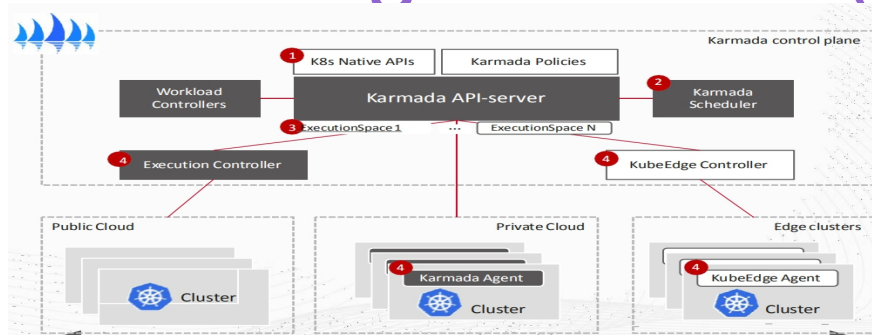 Karmada control plane
1
K8s Native APIs
Karmada Policies
Workload
Controllers
Karmada API-server
2
Karmada
Scheduler
3
ExecutionSpace 1
...
ExecutionSpace N
4
Execution Controller
4
KubeEdge Controller
Public Cloud
Private Cloud
Edge clusters
4
Karmada Agent
4
KubeEdge Agent
Cluster
Cluster
Cluster